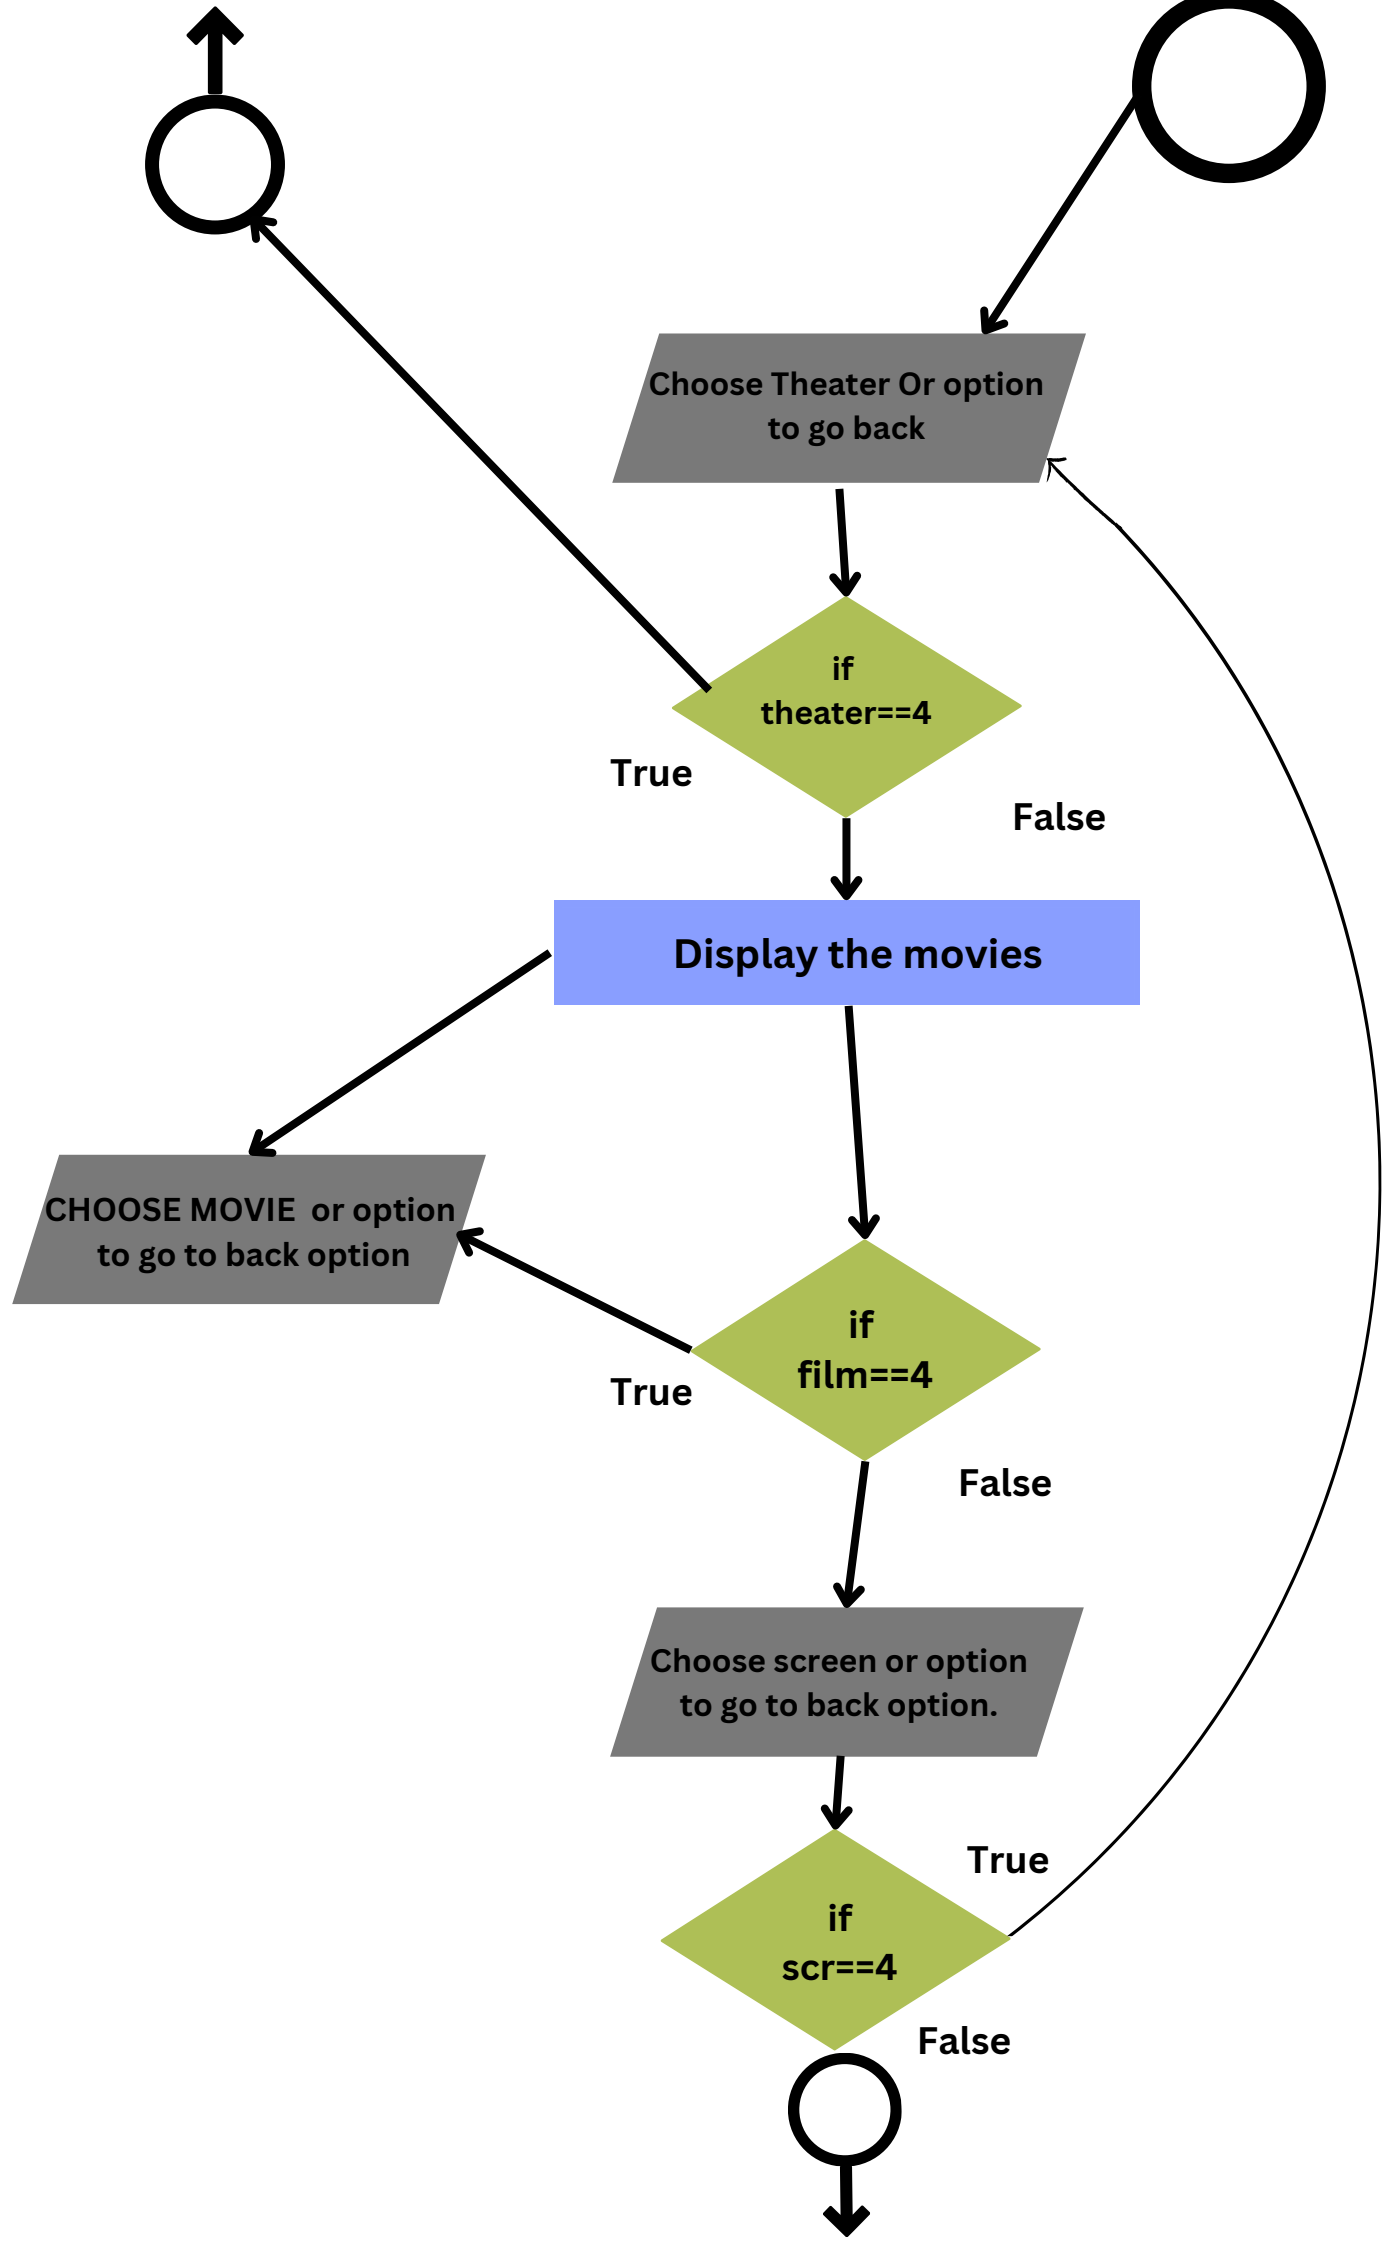 Choose Theater Or option
to go back
if
theater==4
True
False
Display the movies
CHOOSE MOVIE  or option
to go to back option
if
film==4
True
False
Choose screen or option
to go to back option.
True
if
scr==4
False